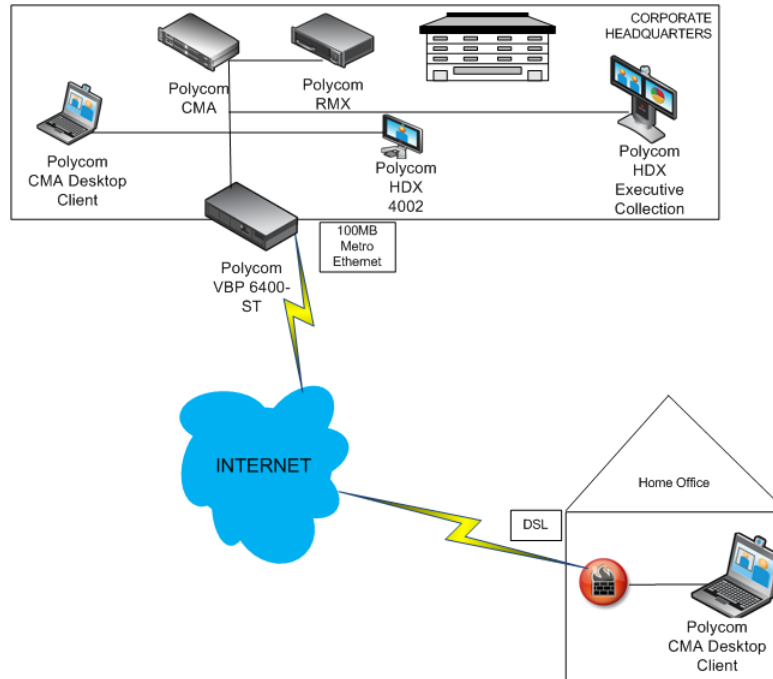 CORPORATE
HEADQUARTERS
Polycom
CMA
Polycom
RMX
Polycom
CMA Desktop
Client
Polycom
HDX
4002
Polycom
HDX
Executive
Collection
Polycom
VBP 6400-
ST
100MB
Metro
Ethernet
INTERNET
Home Office
DSL
Polycom
CMA Desktop
Client